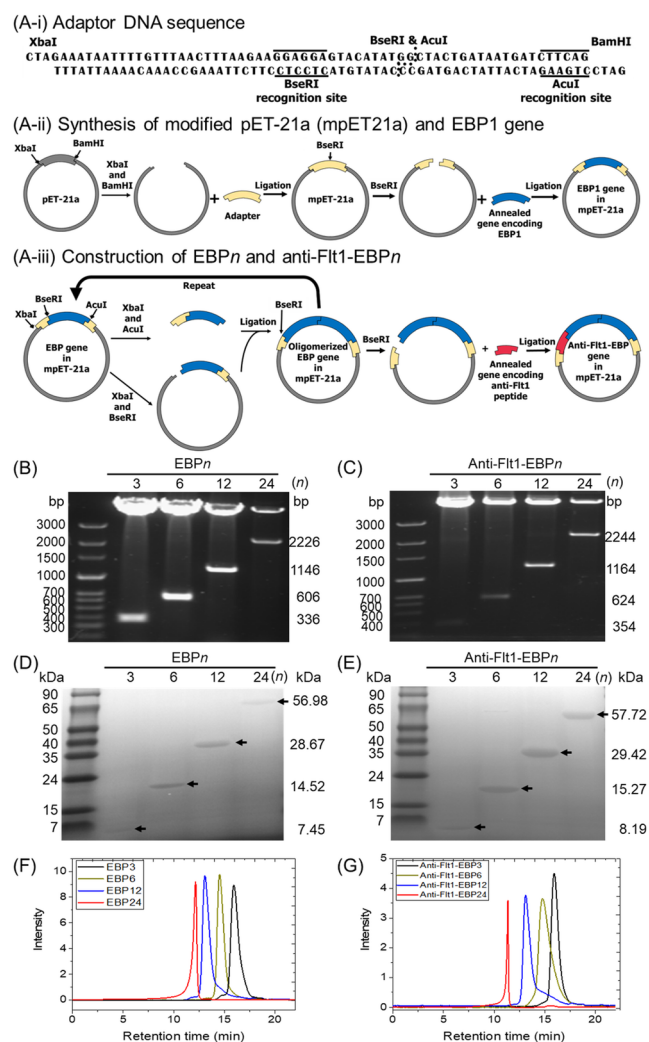 (A-i) Adaptor DNA sequence
XbaI BseRI & AcuI BamHI
CTAGAAATAATTTTGTTTAACTTTAAGAAGGAGGAGTACATATGGGCTACTGATAATGATCTTCAG
TTTATTAAAACAAACCGAAATTCTTCCTCCTCATGTATACCCGATGACTATTACTAGAAGTCCTAG
BseRI AcuI
recognition site recognition site
(A-ii) Synthesis of modified pET-21a (mpET21a) and EBP1 gene
XbaI BamHI
XbaI and BamHI
pET-21a
+
Adapter
Ligation
BseRI
mpET-21a
BseRI
+
Annealed gene encoding EBP1
Ligation
EBP1 gene in mpET-21a
(A-iii) Construction of EBPn and anti-Flt1-EBPn
Repeat
XbaI BseRI AcuI
EBP gene in mpET-21a
XbaI and AcuI
XbaI and BseRI
Ligation
BseRI
Oligomerized EBP gene in mpET-21a
BseRI
+
Annealed gene encoding anti-Flt1 peptide
Ligation
Anti-Flt1-EBP gene in mpET-21a
(B) EBPn
bp 3 6 12 24 (n) bp
3000
2000
1500
1000
700
600
500
400
300
2226
1146
606
336
(C) Anti-Flt1-EBPn
3 6 12 24 (n)
bp
3000
2000
1500
1000
700
600
500
400
2244
1164
624
354
(D) EBPn
kDa 3 6 12 24 (n) kDa
90
65
50
40
35
24
15
7
56.98
28.67
14.52
7.45
(E) Anti-Flt1-EBPn
kDa 3 6 12 24 (n) kDa
90
65
50
40
35
24
15
7
57.72
29.42
15.27
8.19
(F)
EBP3
EBP6
EBP12
EBP24
Intensity
10
8
6
4
2
0
0 5 10 15 20
Retention time (min)
(G)
Anti-Flt1-EBP3
Anti-Flt1-EBP6
Anti-Flt1-EBP12
Anti-Flt1-EBP24
Intensity
5
4
3
2
1
0
0 5 10 15 20
Retention time (min)